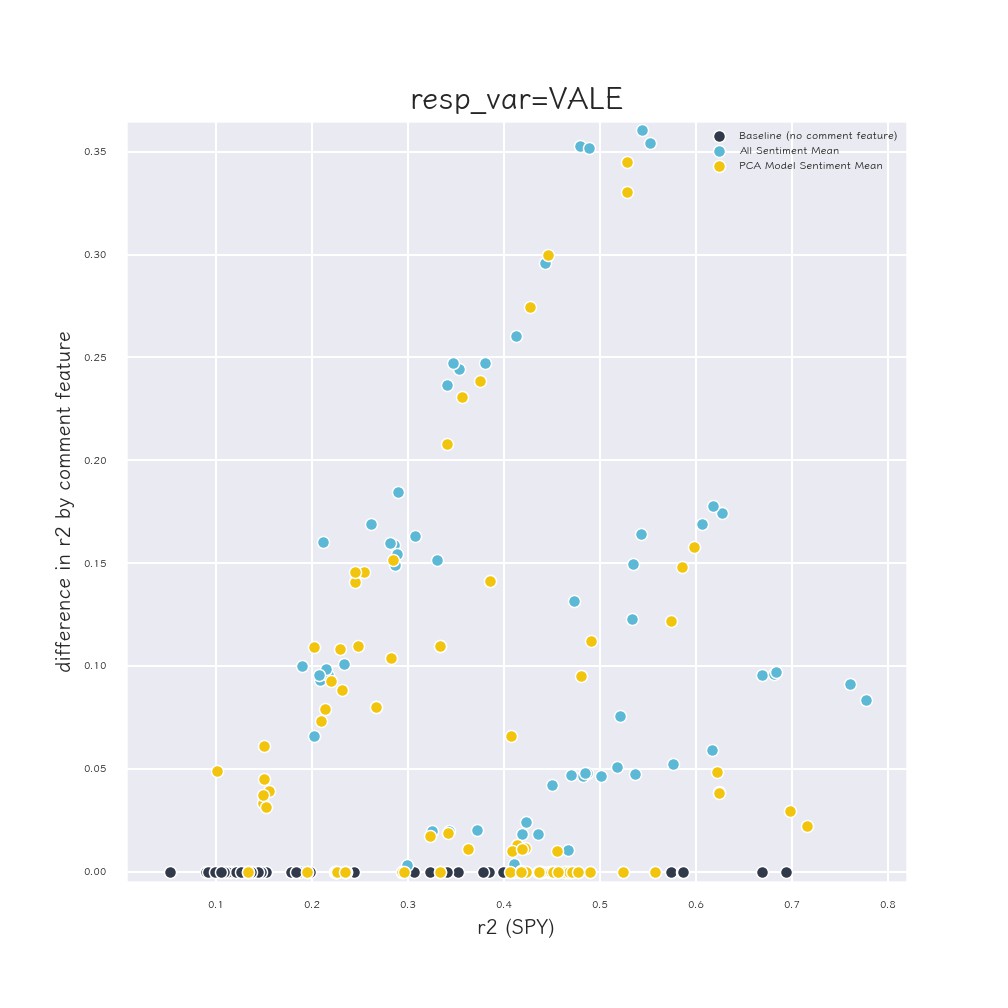 resp_var=VALE
Baseline (no comment feature)
All Sentiment Mean
PCA Model Sentiment Mean
difference in r2 by comment feature
0.35
0.30
0.25
0.20
0.15
0.10
0.05
0.00
0.1 0.2 0.3 0.4 0.5 0.6 0.7 0.8
r2 (SPY)